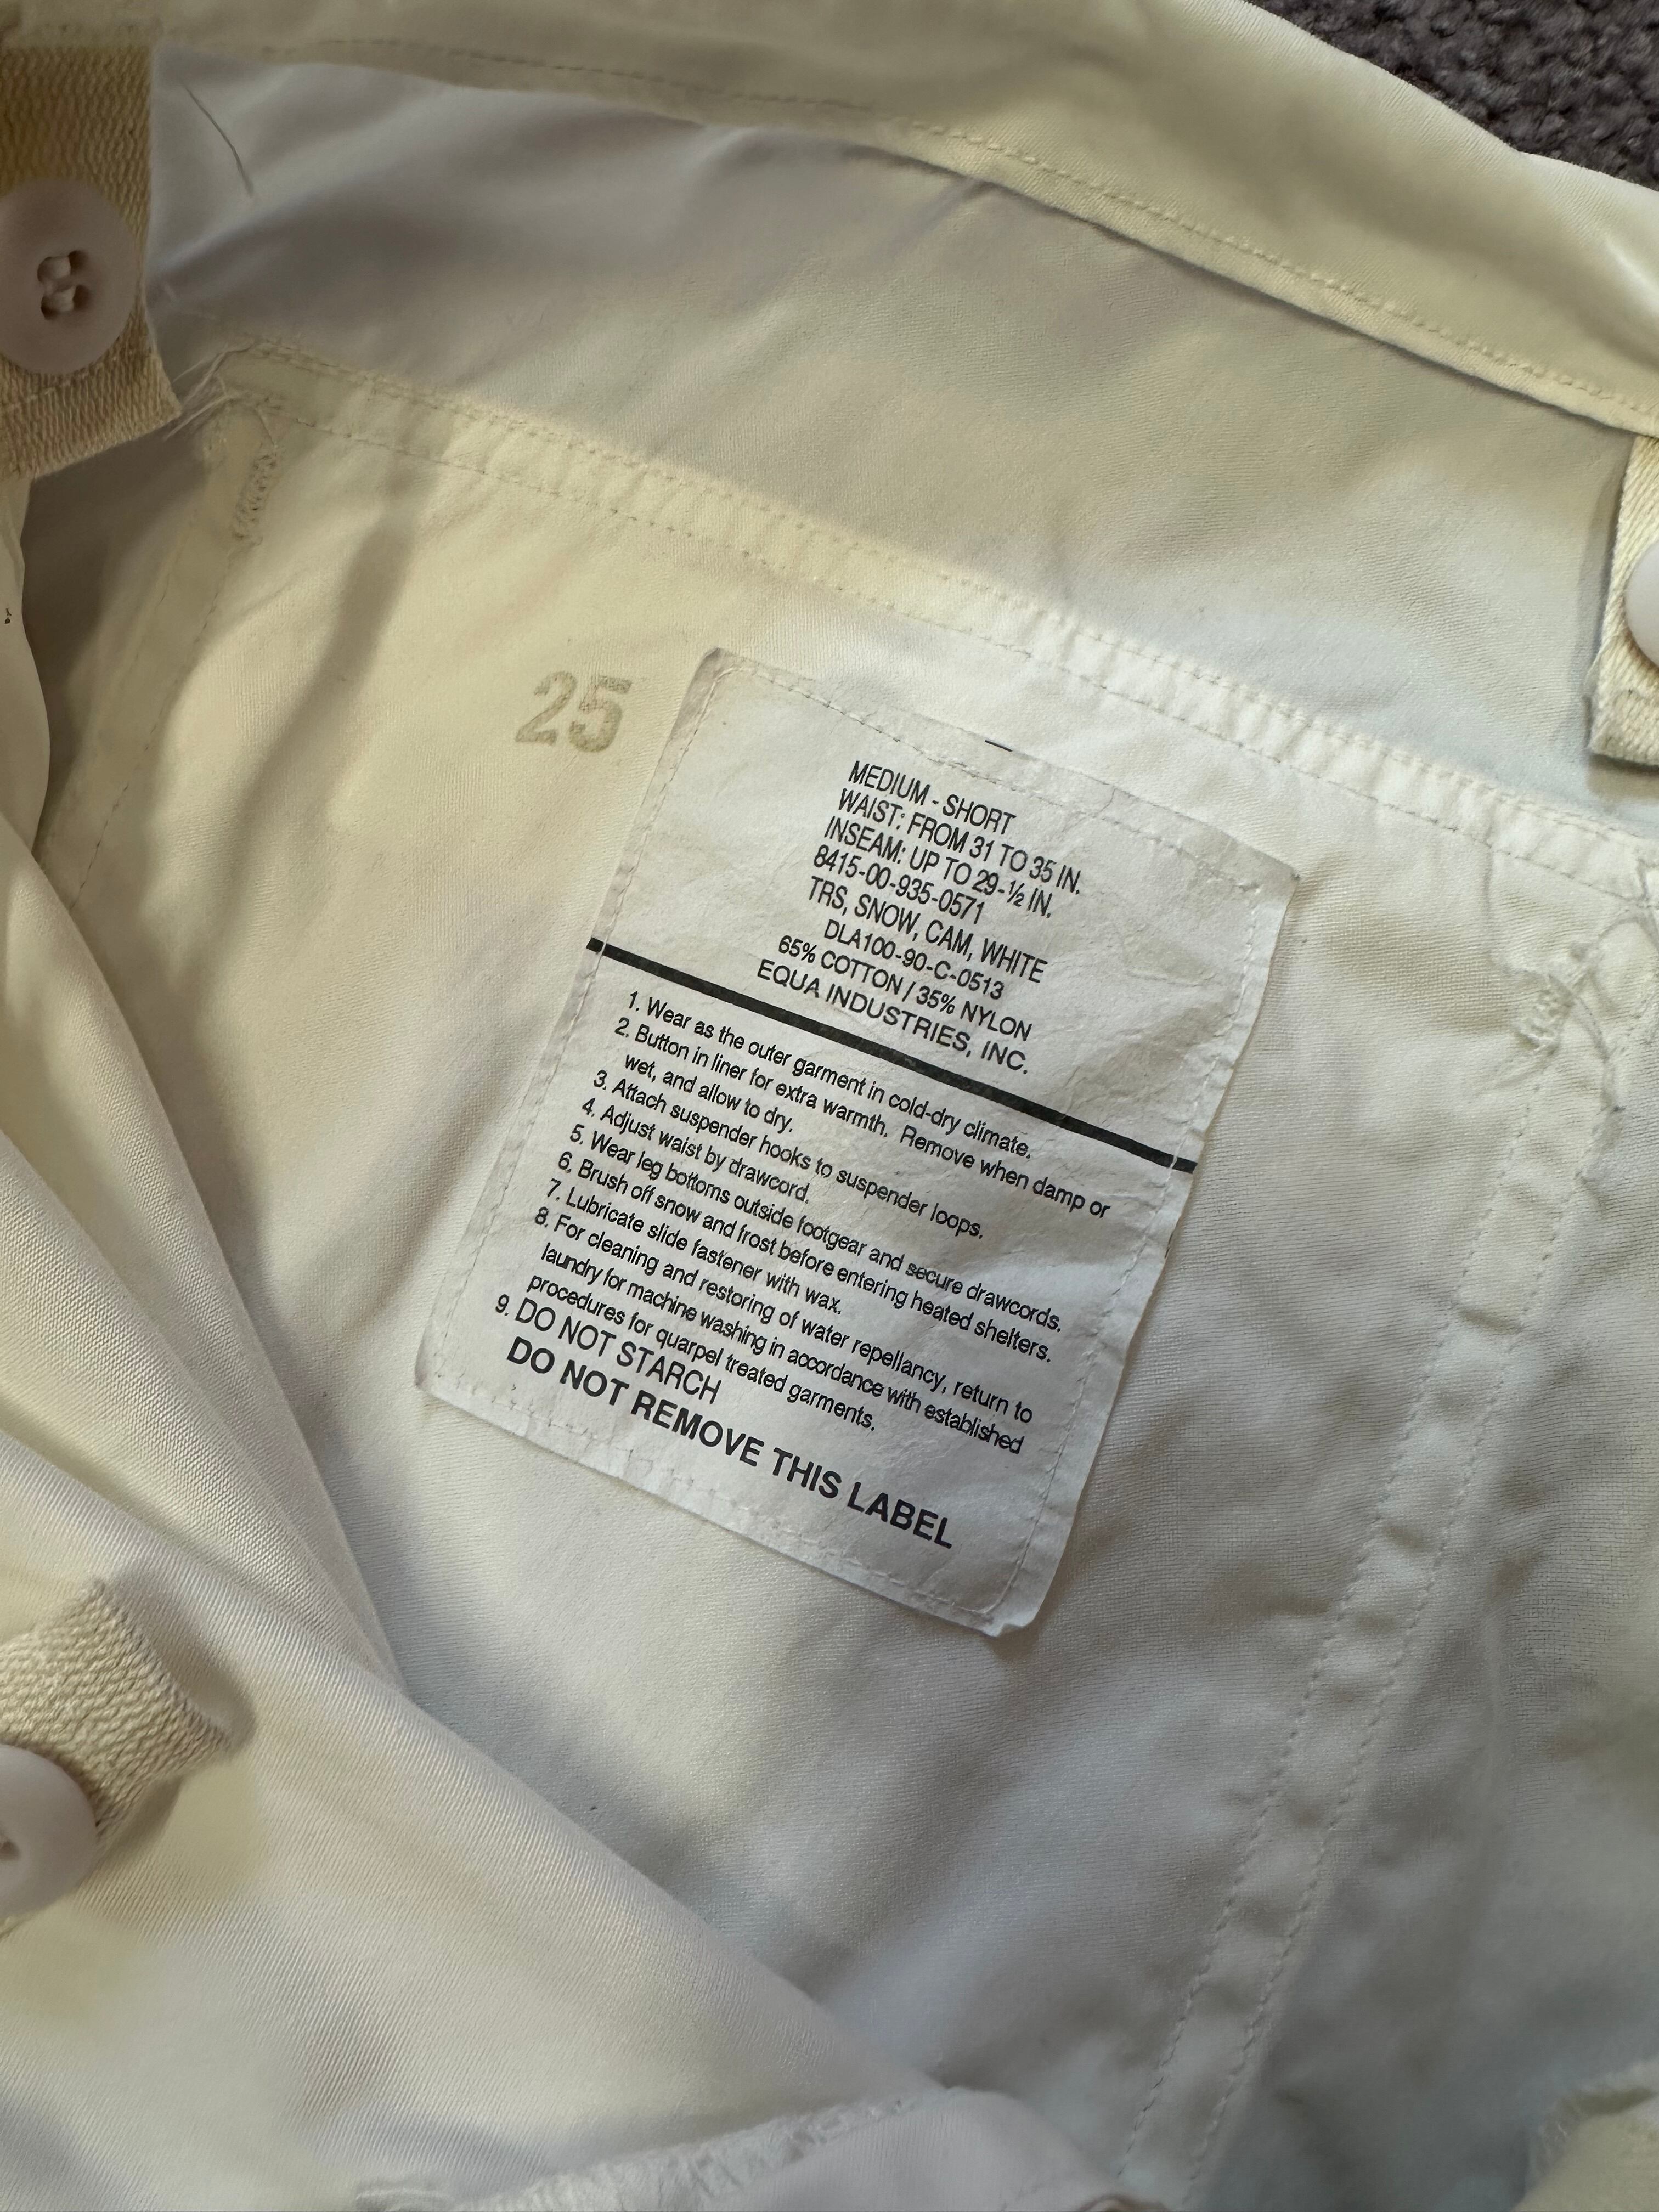 25
MEDIUM - SHORT
WAIST: FROM 31 TO 35 IN.
INSEAM: UP TO 29-½ IN.
8415-00-935-0571
TRS, SNOW, CAM, WHITE
DLA100-90-C-0513
65% COTTON / 35% NYLON
EQUA INDUSTRIES, INC.
1. Wear as the outer garment in cold-dry climate.
2. Button in liner for extra warmth. Remove when damp or
wet, and allow to dry.
3. Attach suspender hooks to suspender loops.
4. Adjust waist by drawcord.
5. Wear leg bottoms outside footgear and secure drawcords.
6. Brush off snow and frost before entering heated shelters.
7. Lubricate slide fastener with wax.
8. For cleaning and restoring of water repellancy, return to
laundry for machine washing in accordance with established
procedures for quarpel treated garments.
9. DO NOT STARCH
DO NOT REMOVE THIS LABEL